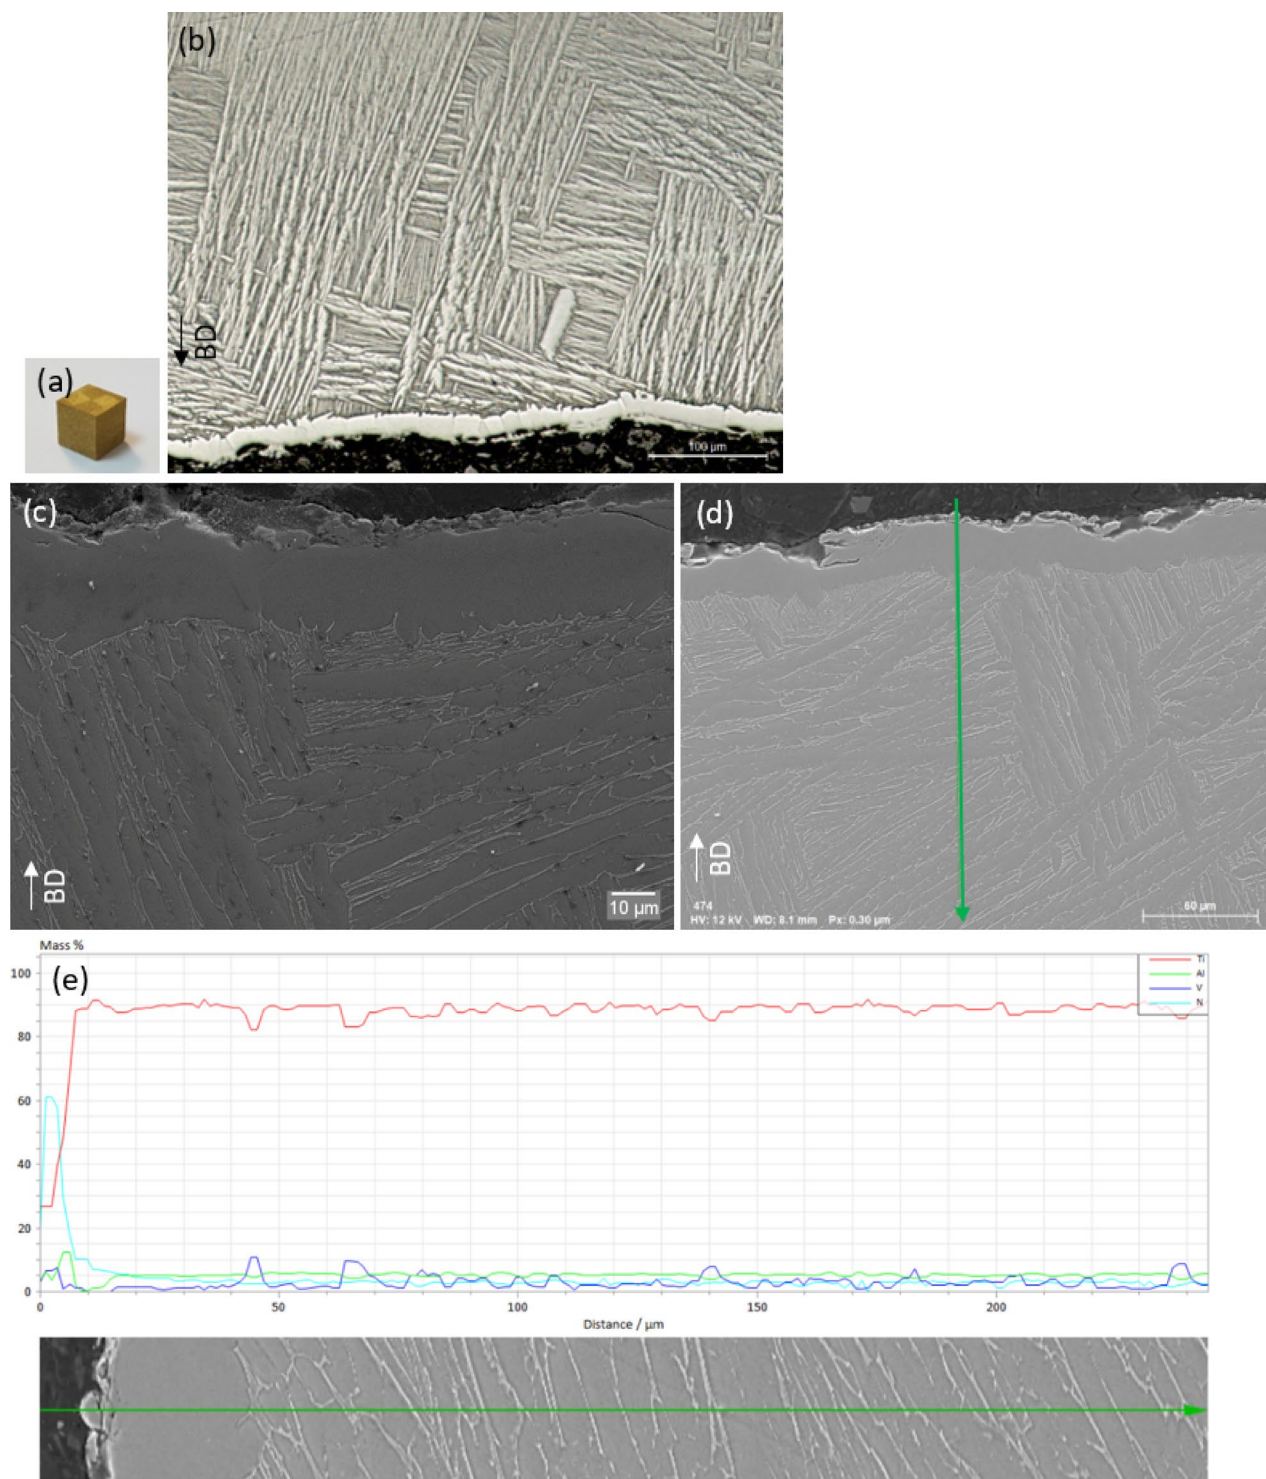 (b)
BD
100 µm
(a)
(c)
BD
10 µm
(d)
BD
474
HV: 12 kV WD: 8.1 mm Px: 0.30 µm
60 µm
Mass %
(e)
100
80
60
40
20
0
Ti
Al
V
N
0 50 100 150 200
Distance / µm